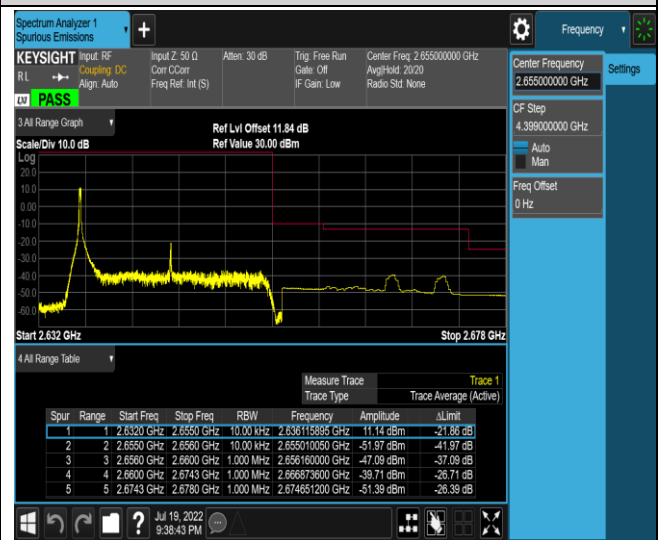 Spectrum Analyzer 1
Spurious Emissions
+
Frequency
KEYSIGHT Input: RF Input Z: 50 Ω Atten: 30 dB Trig: Free Run Center Freq: 2.655000000 GHz
RL Coupling: DC Corr CCorr Gate: Off Avg|Hold: 20/20
Align: Auto Freq Ref: Int (S) IF Gain: Low Radio Std: None
LXI PASS
Center Frequency
2.655000000 GHz
Settings
CF Step
4.399000000 GHz
Auto
Man
Freq Offset
0 Hz
3 All Range Graph
Ref Lvl Offset 11.84 dB
Scale/Div 10.0 dB Ref Value 30.00 dBm
Log
20.0
10.0
0.00
-10.0
-20.0
-30.0
-40.0
-50.0
-60.0
Start 2.632 GHz Stop 2.678 GHz
4 All Range Table
Measure Trace Trace 1
Trace Type Trace Average (Active)
Spur Range Start Freq Stop Freq RBW Frequency Amplitude ΔLimit
1 1 2.6320 GHz 2.6550 GHz 10.00 kHz 2.636115895 GHz 11.14 dBm -21.86 dB
2 2 2.6550 GHz 2.6560 GHz 10.00 kHz 2.655010050 GHz -51.97 dBm -41.97 dB
3 3 2.6560 GHz 2.6600 GHz 1.000 MHz 2.656160000 GHz -47.09 dBm -37.09 dB
4 4 2.6600 GHz 2.6743 GHz 1.000 MHz 2.666873600 GHz -39.71 dBm -26.71 dB
5 5 2.6743 GHz 2.6780 GHz 1.000 MHz 2.674651200 GHz -51.39 dBm -26.39 dB
?
Jul 19, 2022
9:38:43 PM